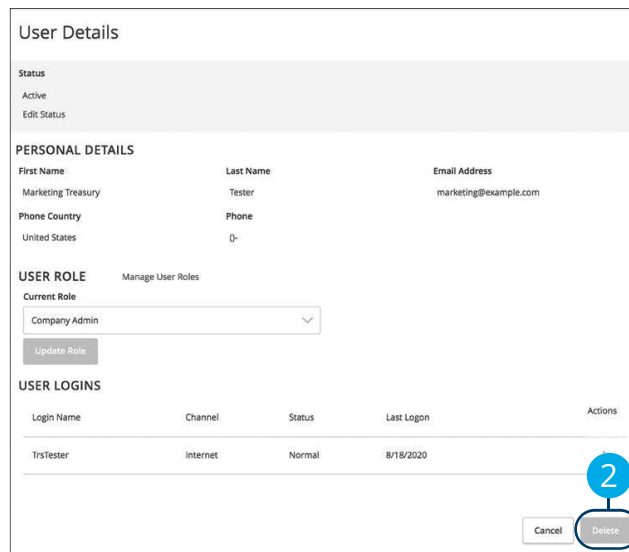 User Details
Status
Active
Edit Status
PERSONAL DETAILS
First Name Last Name Email Address
Marketing Treasury Tester marketing@example.com
Phone Country Phone
United States ()-
USER ROLE Manage User Roles
Current Role
Company Admin
Update Role
USER LOGINS
Login Name Channel Status Last Logon Actions
TrsTester Internet Normal 8/18/2020
2
Cancel Delete